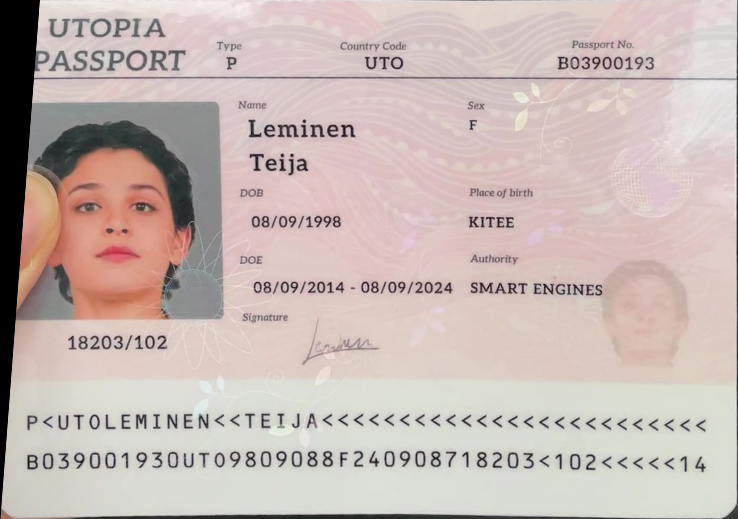 UTOPIA
PASSPORT
Type
P
Country Code
UTO
Passport No.
B03900193
Name
Leminen
Teija
Sex
F
DOB
08/09/1998
Place of birth
KITEE
DOE
08/09/2014 - 08/09/2024
Authority
SMART ENGINES
Signature
Leminen
18203/102
P<UTOLEMINEN<<TEIJA<<<<<<<<<<<<<<<<<<<<<<<<<
B039001930UTO9809088F240908718203<102<<<<<14